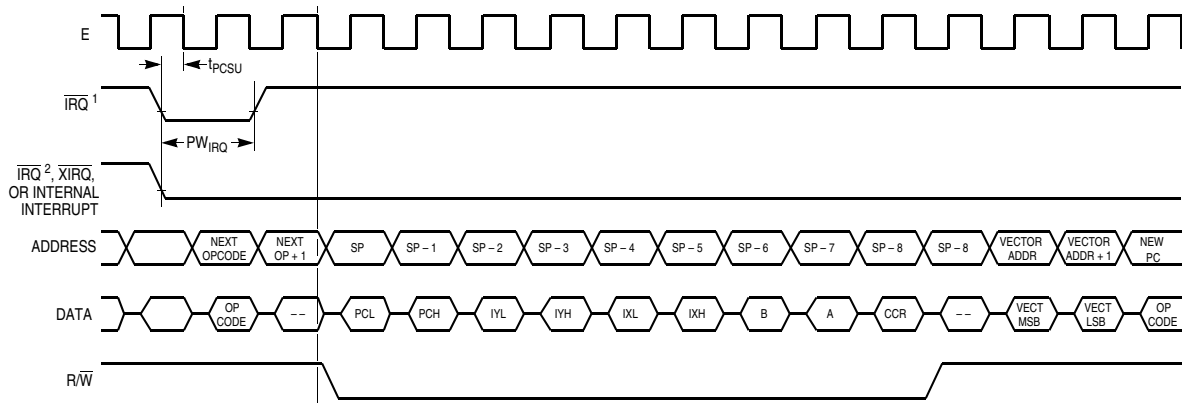 E
tPCSU
IRQ 1
PWIRQ
IRQ 2, XIRQ,
OR INTERNAL
INTERRUPT
ADDRESS
NEXT OPCODE
NEXT OP + 1
SP
SP – 1
SP – 2
SP – 3
SP – 4
SP – 5
SP – 6
SP – 7
SP – 8
SP – 8
VECTOR ADDR
VECTOR ADDR + 1
NEW PC
DATA
OP CODE
– –
PCL
PCH
IYL
IYH
IXL
IXH
B
A
CCR
– –
VECT MSB
VECT LSB
OP CODE
R/W